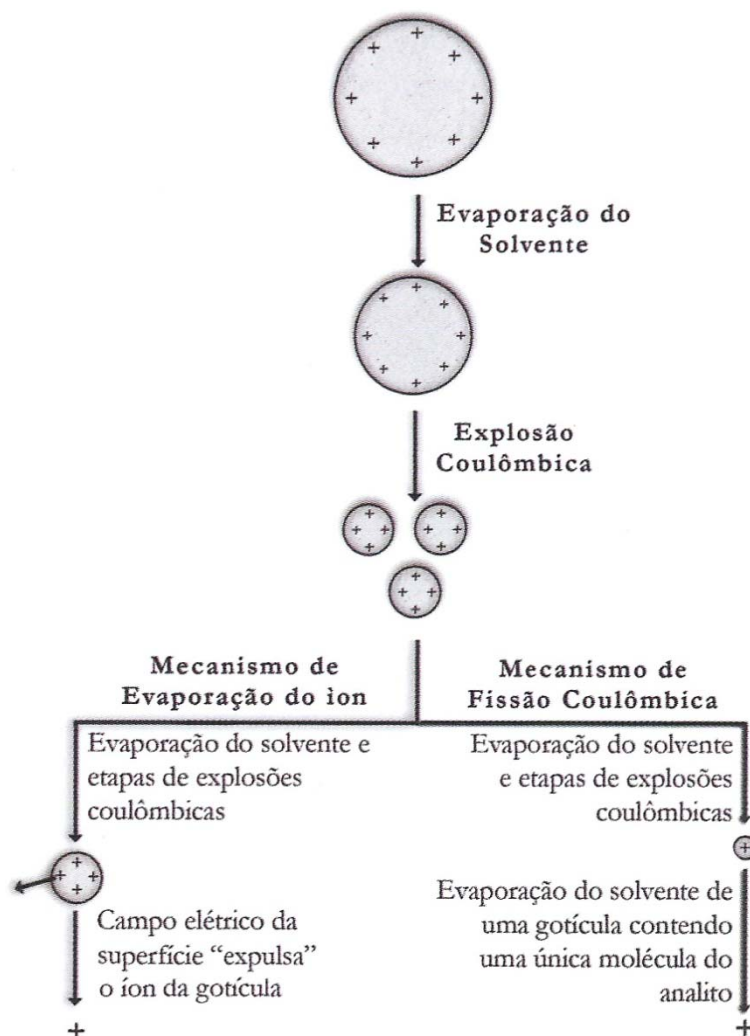 Evaporação do
Solvente
Explosão
Coulômbica
Mecanismo de
Evaporação do ìon
Mecanismo de
Fissão Coulômbica
Evaporação do solvente e
etapas de explosões
coulômbicas
Evaporação do solvente
e etapas de explosões
coulômbicas
Campo elétrico da
superfície “expulsa”
o íon da gotícula
Evaporação do solvente de
uma gotícula contendo
uma única molécula do
analito
+
+